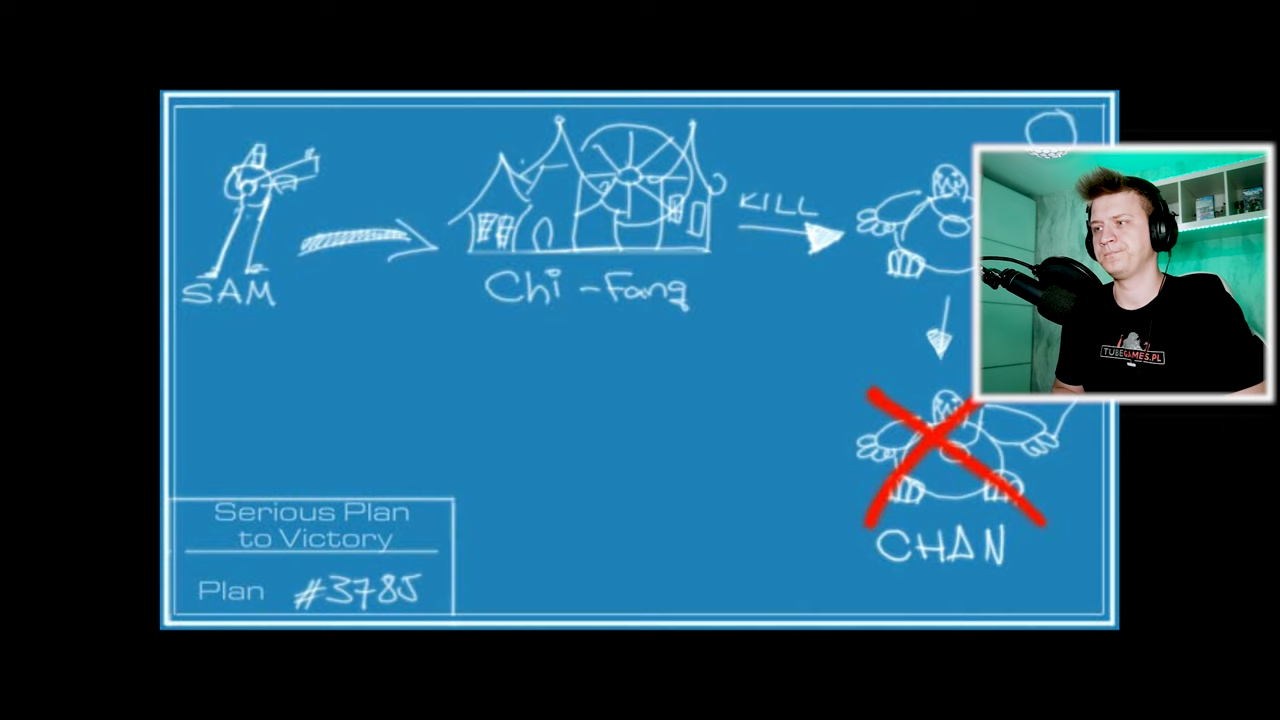 KILL
SAM
Chi-Fang
TUBEGAMES.PL
CHAN
Serious Plan
to Victory
Plan #3785